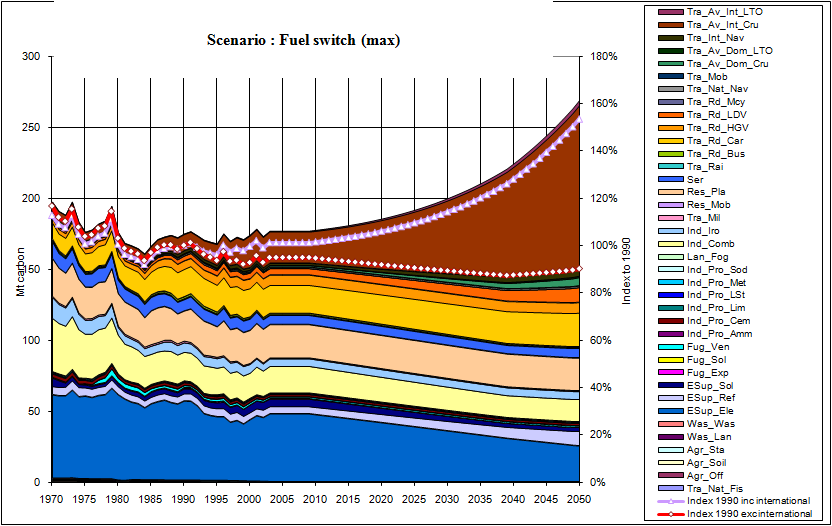 Scenario : Fuel switch (max)
300
250
200
150
100
50
0
Mt carbon
1970 1975 1980 1985 1990 1995 2000 2005 2010 2015 2020 2025 2030 2035 2040 2045 2050
180%
160%
140%
120%
100%
80%
60%
40%
20%
0%
Index to 1990
Tra_Av_Int_LTO
Tra_Av_Int_Cru
Tra_Int_Nav
Tra_Av_Dom_LTO
Tra_Av_Dom_Cru
Tra_Mob
Tra_Nat_Nav
Tra_Rd_Mcy
Tra_Rd_LDV
Tra_Rd_HGV
Tra_Rd_Car
Tra_Rd_Bus
Tra_Rai
Ser
Res_Pla
Res_Mob
Tra_Mil
Ind_Iro
Ind_Comb
Lan_Fog
Ind_Pro_Sod
Ind_Pro_Met
Ind_Pro_LSt
Ind_Pro_Lim
Ind_Pro_Cem
Ind_Pro_Amm
Fug_Ven
Fug_Sol
Fug_Exp
ESup_Sol
ESup_Ref
ESup_Ele
Was_Was
Was_Lan
Agr_Sta
Agr_Soil
Agr_Off
Tra_Nat_Fis
Index 1990 inc international
Index 1990 exc international